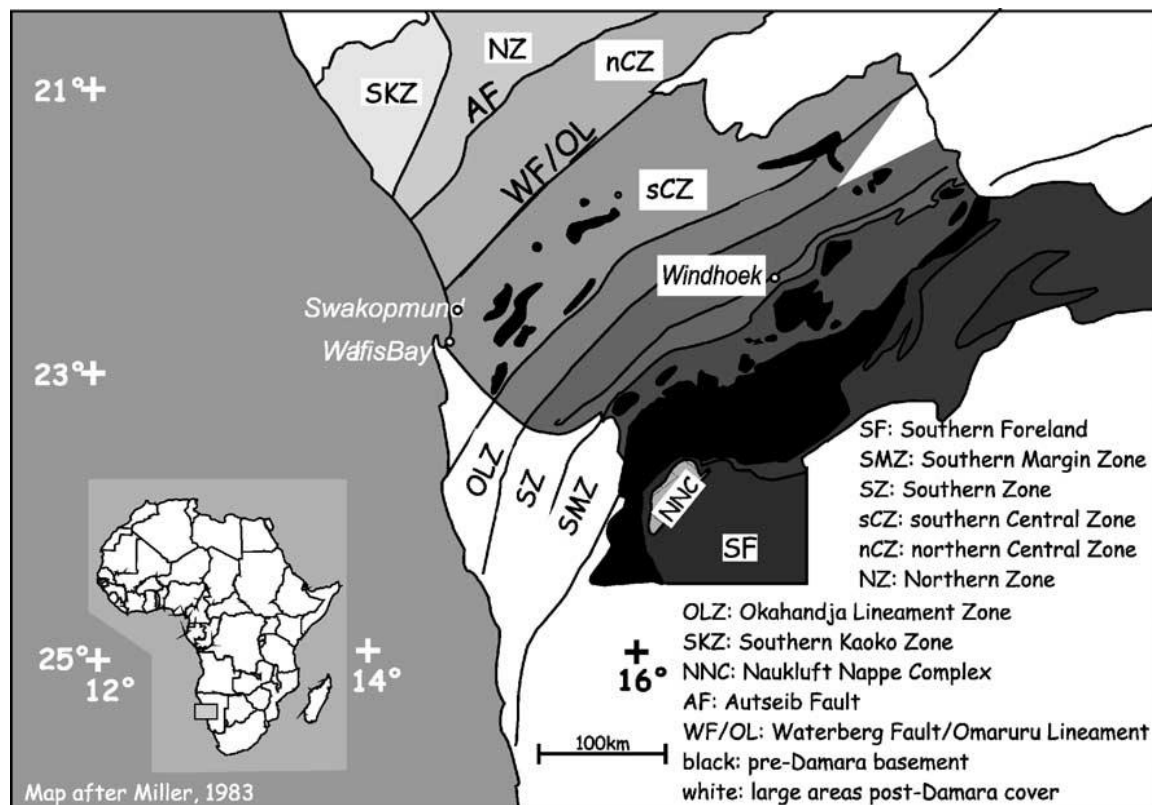 NZ
nCZ
SKZ
AF
WF/OL
21°
sCZ
Windhoek
Swakopmund
WalfisBay
23°
OLZ
SZ
SMZ
NNC
SF
SF: Southern Foreland
SMZ: Southern Margin Zone
SZ: Southern Zone
sCZ: southern Central Zone
nCZ: northern Central Zone
NZ: Northern Zone
OLZ: Okahandja Lineament Zone
SKZ: Southern Kaoko Zone
NNC: Naukluft Nappe Complex
AF: Autseib Fault
WF/OL: Waterberg Fault/Omaruru Lineament
black: pre-Damara basement
white: large areas post-Damara cover
25°
12°
14°
16°
100km
Map after Miller, 1983